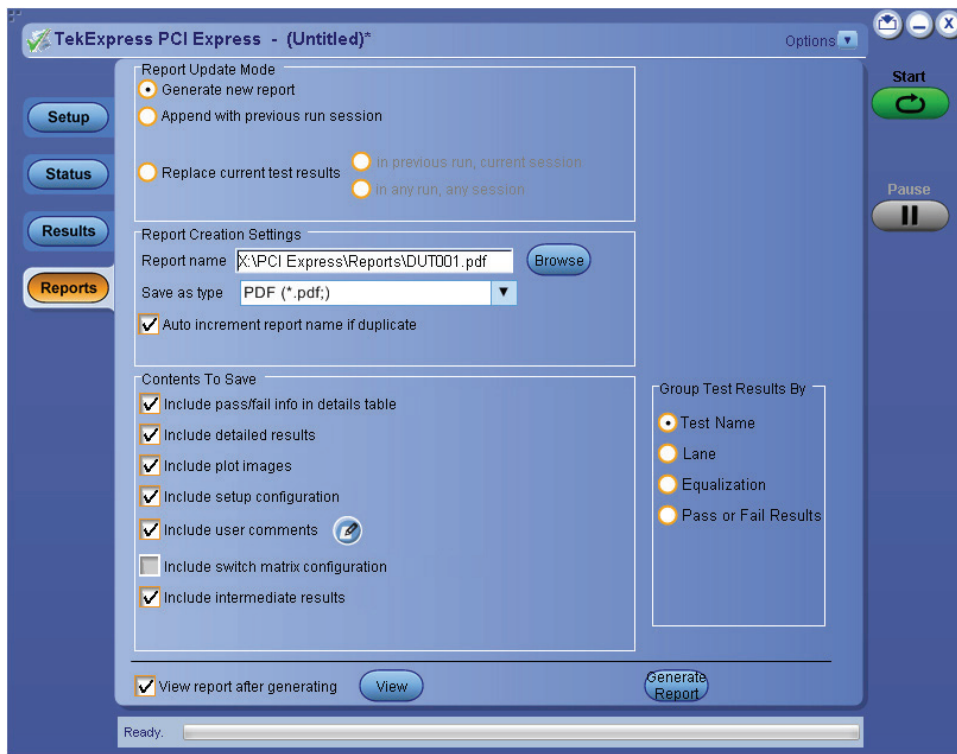 TekExpress PCI Express - (Untitled)*
Options
X
Start
Pause
Setup
Status
Results
Reports
Report Update Mode
Generate new report
Append with previous run session
Replace current test results
in previous run, current session
in any run, any session
Report Creation Settings
Report name X:\PCI Express\Reports\DUT001.pdf Browse
Save as type PDF (*.pdf;)
Auto increment report name if duplicate
Contents To Save
Include pass/fail info in details table
Include detailed results
Include plot images
Include setup configuration
Include user comments
Include switch matrix configuration
Include intermediate results
Group Test Results By
Test Name
Lane
Equalization
Pass or Fail Results
View report after generating View
Generate
Report
Ready.